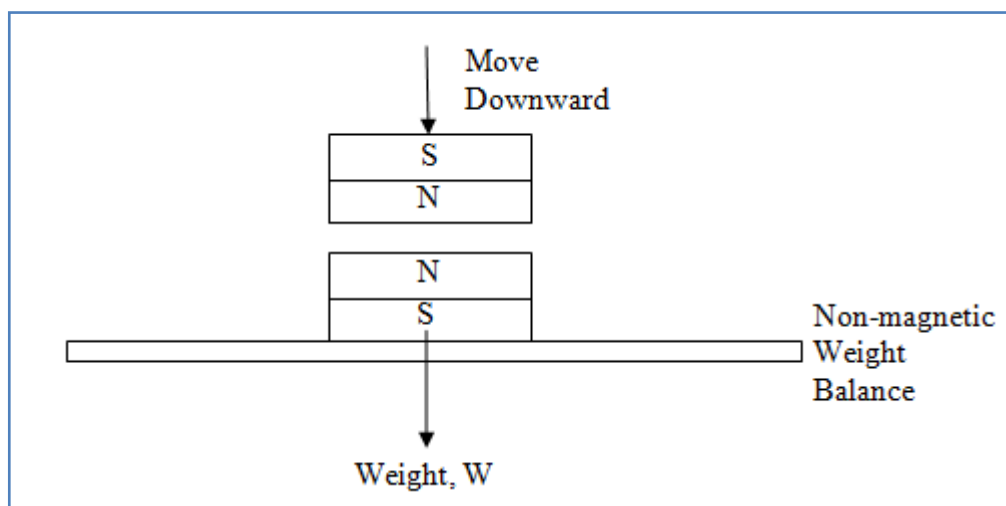 Move
Downward
S
N
N
S
Non-magnetic
Weight
Balance
Weight, W